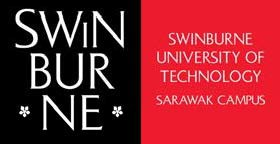 SWiN
BUR
NE
SWINBURNE
UNIVERSITY OF
TECHNOLOGY
SARAWAK CAMPUS